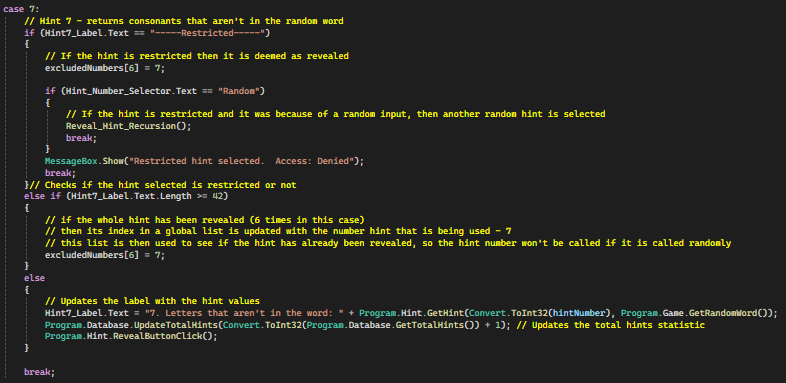 case 7:
// Hint 7 - returns consonants that aren't in the random word
if (Hint7_Label.Text == "-----Restricted-----")
{
// If the hint is restricted then it is deemed as revealed
excludedNumbers[6] = 7;
if (Hint_Number_Selector.Text == "Random")
{
// If the hint is restricted and it was because of a random input, then another random hint is selected
Reveal_Hint_Recursion();
break;
}
MessageBox.Show("Restricted hint selected.  Access: Denied");
break;
}// Checks if the hint selected is restricted or not
else if (Hint7_Label.Text.Length >= 42)
{
// if the whole hint has been revealed (6 times in this case)
// then its index in a global list is updated with the number hint that is being used - 7
// this list is then used to see if the hint has already been revealed, so the hint number won't be called if it is called randomly
excludedNumbers[6] = 7;
}
else
{
// Updates the label with the hint values
Hint7_Label.Text = "7. Letters that aren't in the word: " + Program.Hint.GetHint(Convert.ToInt32(hintNumber), Program.Game.GetRandomWord());
Program.Database.UpdateTotalHints(Convert.ToInt32(Program.Database.GetTotalHints()) + 1); // Updates the total hints statistic
Program.Hint.RevealButtonClick();
}
break;